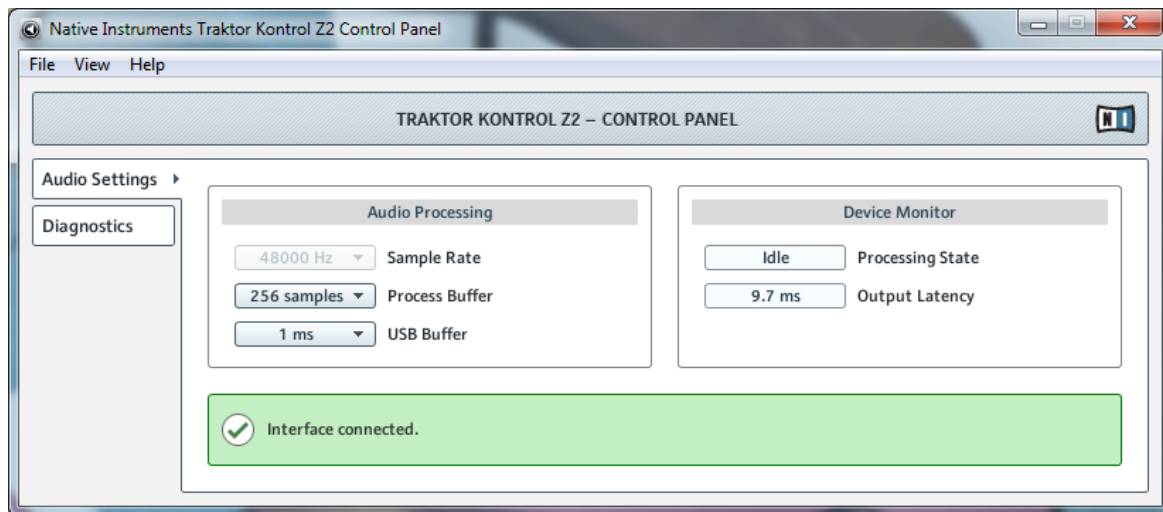 Native Instruments Traktor Kontrol Z2 Control Panel
File View Help
TRAKTOR KONTROL Z2 – CONTROL PANEL
NI
Audio Settings
Diagnostics
Audio Processing
48000 Hz Sample Rate
256 samples Process Buffer
1 ms USB Buffer
Device Monitor
Idle Processing State
9.7 ms Output Latency
Interface connected.